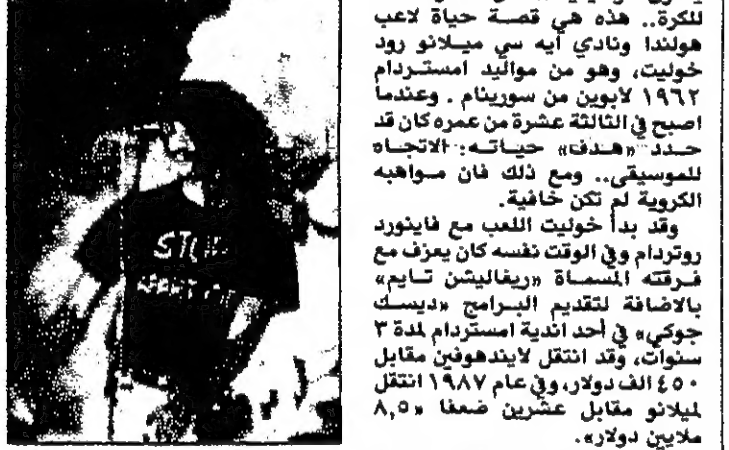 للكرة.. هذه هي قصة حياة لاعب
هولندا ونادي أيه سي ميلانو رود
خوليت، وهو من مواليد امستردام
١٩٦٢ لأبوين من سورينام . وعندما
اصبح في الثالثة عشرة من عمره كان قد
حدد «هدف» حياته: الاتجاه
للموسيقى.. ومع ذلك فان مواهبه
الكروية لم تكن خافية.
وقد بدأ خوليت اللعب مع فاينورد
روتردام وفي الوقت نفسه كان يعزف مع
فرقته المسماة «ريفاليشن تايم»
بالاضافة لتقديم البرامج «ديسك
جوكي» في أحد اندية امستردام لمدة ٣
سنوات، وقد انتقل لايندهوفين مقابل
٤٥٠ الف دولار، وفي عام ١٩٨٧ انتقل
لميلانو مقابل عشرين ضعفا «٨,٥
ملايين دولار».